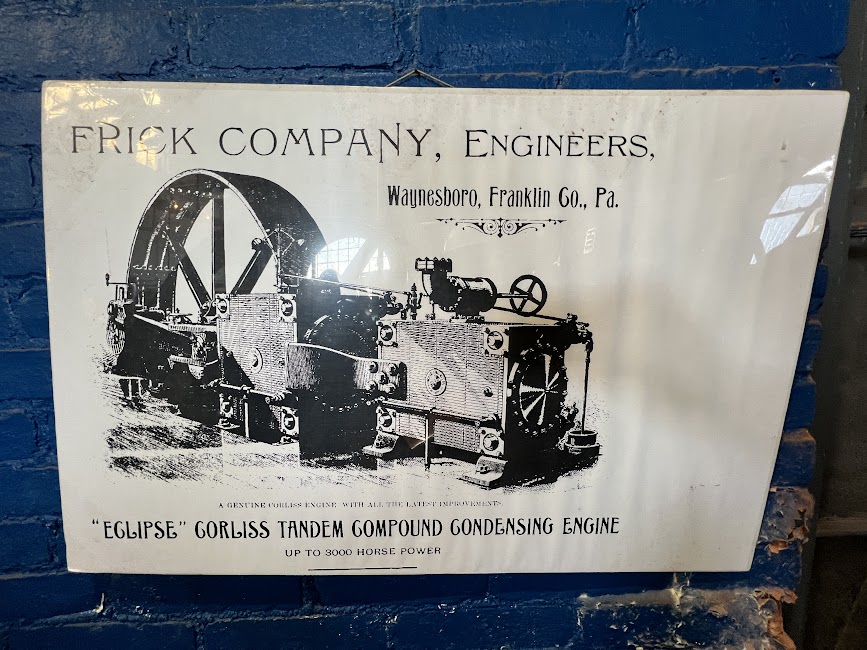 FRICK COMPANY, ENGINEERS,
Waynesboro, Franklin Co., Pa.
A GENUINE CORLISS ENGINE WITH ALL THE LATEST IMPROVEMENTS.
"ECLIPSE" CORLISS TANDEM COMPOUND CONDENSING ENGINE
UP TO 3000 HORSE POWER